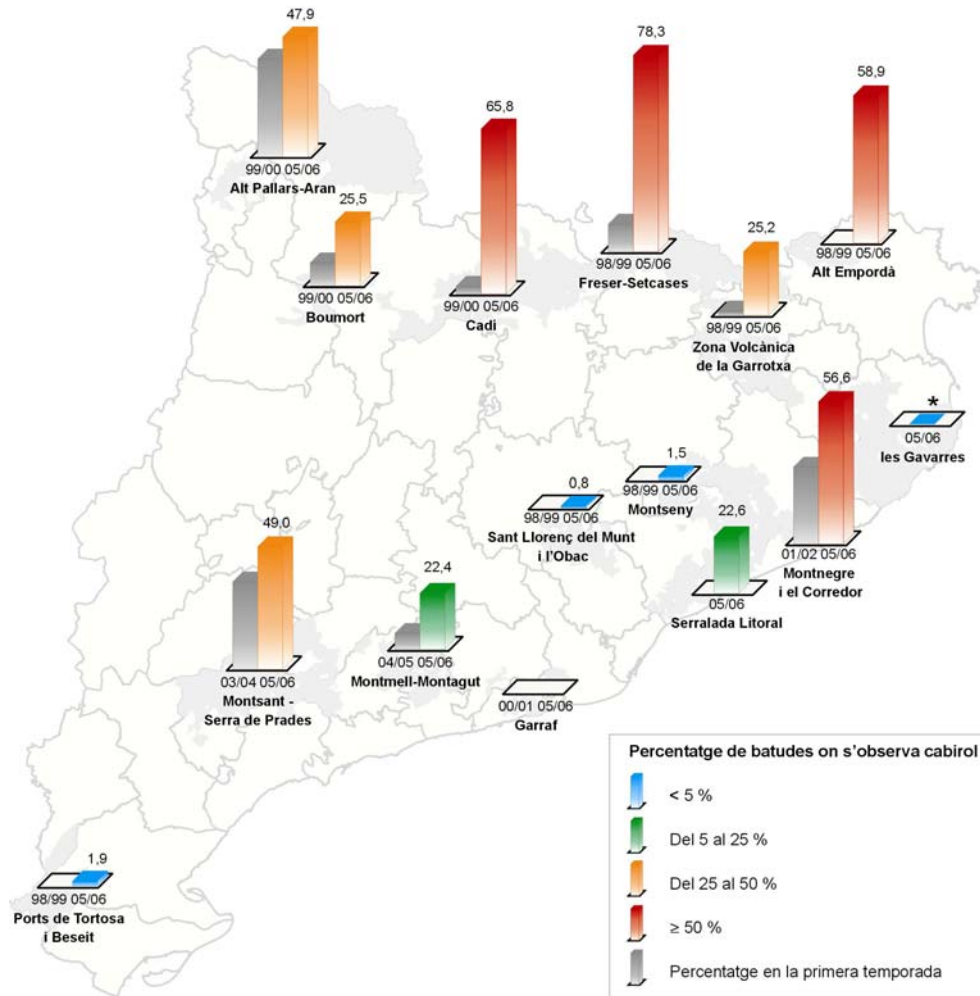 47,9
99/00 05/06
Alt Pallars-Aran
78,3
98/99 05/06
Freser-Setcases
58,9
98/99 05/06
Alt Empordà
65,8
99/00 05/06
Cadí
25,5
99/00 05/06
Boumort
25,2
98/99 05/06
Zona Volcànica
de la Garrotxa
56,6
01/02 05/06
Montnegre
i el Corredor
*
05/06
les Gavarres
1,5
98/99 05/06
Montseny
0,8
98/99 05/06
Sant Llorenç del Munt
i l'Obac
22,6
05/06
Serralada Litoral
49,0
03/04 05/06
Montsant -
Serra de Prades
22,4
04/05 05/06
Montmell-Montagut
00/01 05/06
Garraf
1,9
98/99 05/06
Ports de Tortosa
i Beseit
Percentatge de batudes on s'observa cabirol
< 5 %
Del 5 al 25 %
Del 25 al 50 %
≥ 50 %
Percentatge en la primera temporada